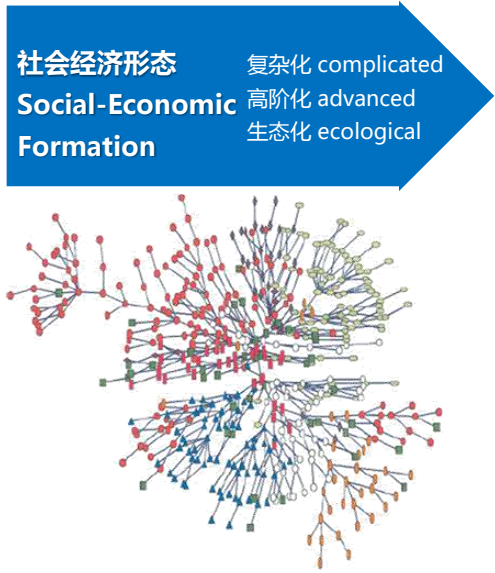 社会经济形态
Social-Economic
Formation
复杂化 complicated
高阶化 advanced
生态化 ecological